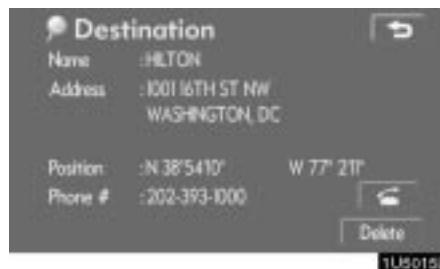 Destination
Name :HILTON
Address :1001 16TH ST NW
WASHINGTON, DC
Position :N 38°54'10" W 77° 2'11"
Phone # :202-393-1000
Delete
1U5015